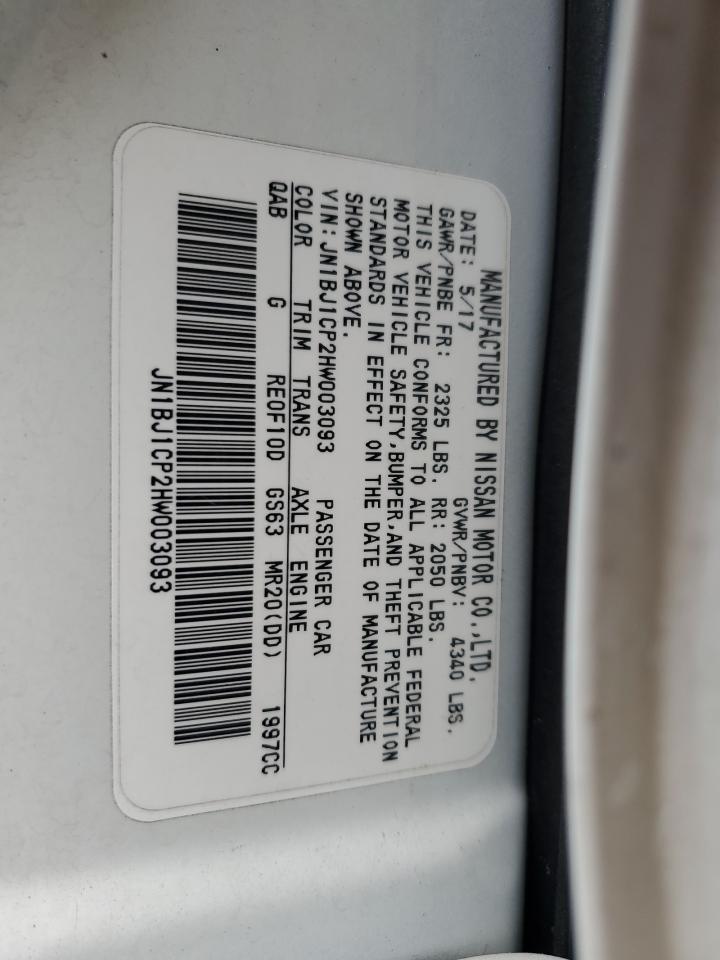 MANUFACTURED BY NISSAN MOTOR CO.,LTD.
DATE: 5/17 GVWR/PNBV: 4340 LBS.
GAWR/PNBE FR: 2325 LBS. RR: 2050 LBS.
THIS VEHICLE CONFORMS TO ALL APPLICABLE FEDERAL
MOTOR VEHICLE SAFETY,BUMPER,AND THEFT PREVENTION
STANDARDS IN EFFECT ON THE DATE OF MANUFACTURE
SHOWN ABOVE.
VIN: JN1BJ1CP2HW003093 PASSENGER CAR
COLOR TRIM TRANS AXLE ENGINE
QAB G RE0F10D GS63 MR20(DD) 1997CC
JN1BJ1CP2HW003093